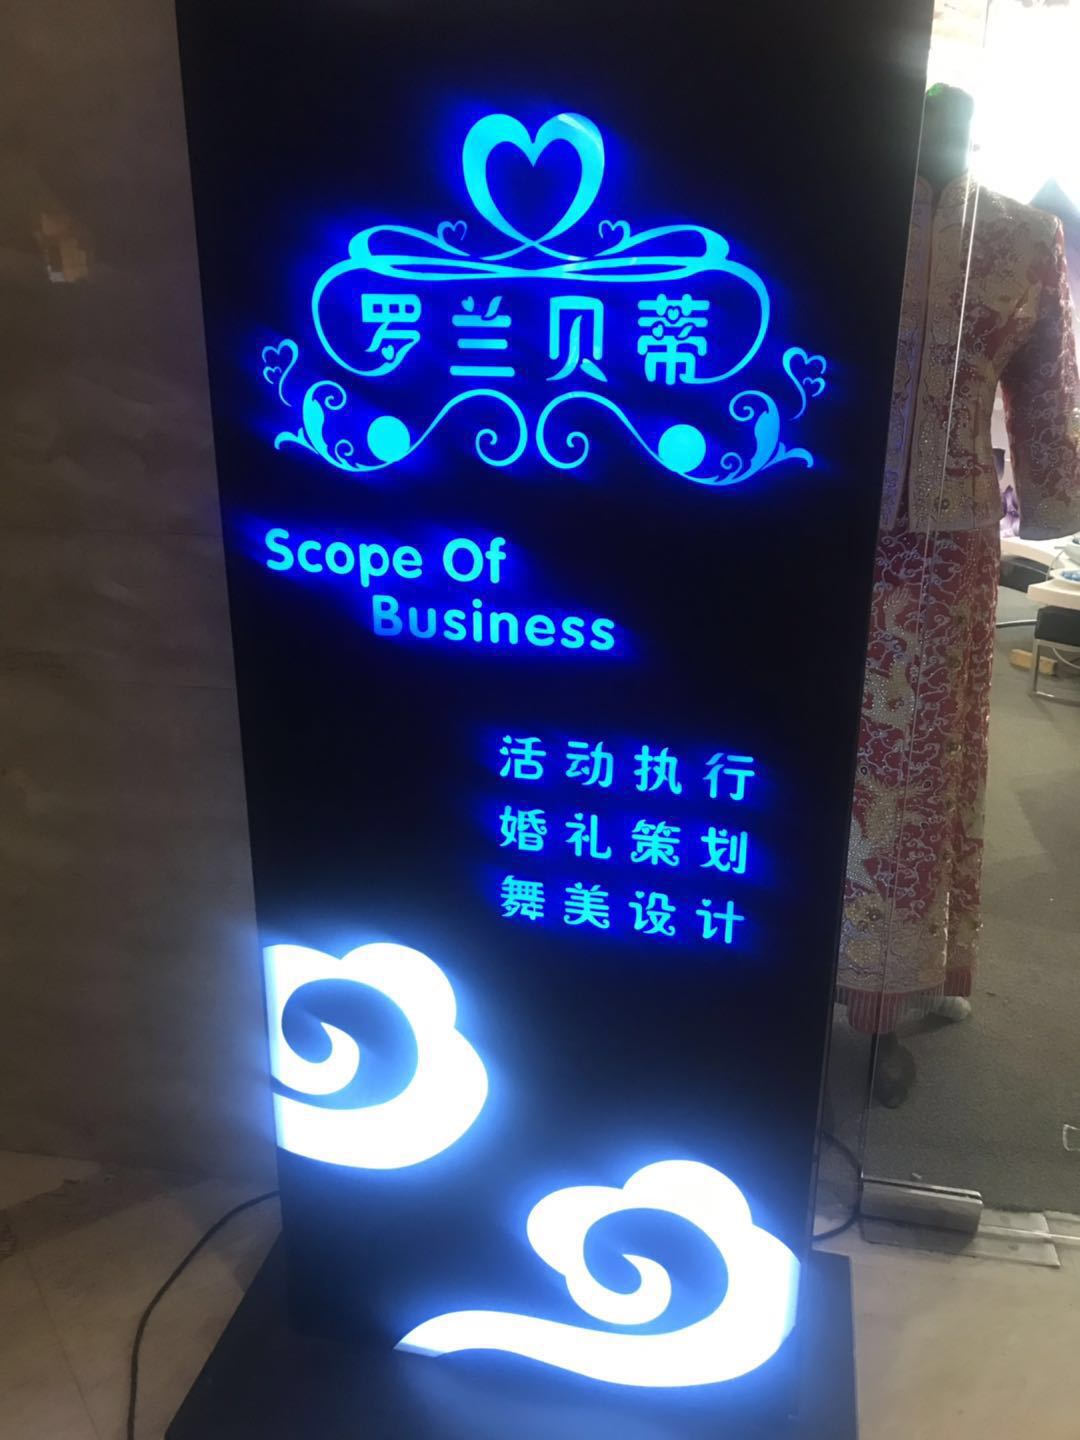 罗兰贝蒂
Scope Of
Business
活动执行
婚礼策划
舞美设计